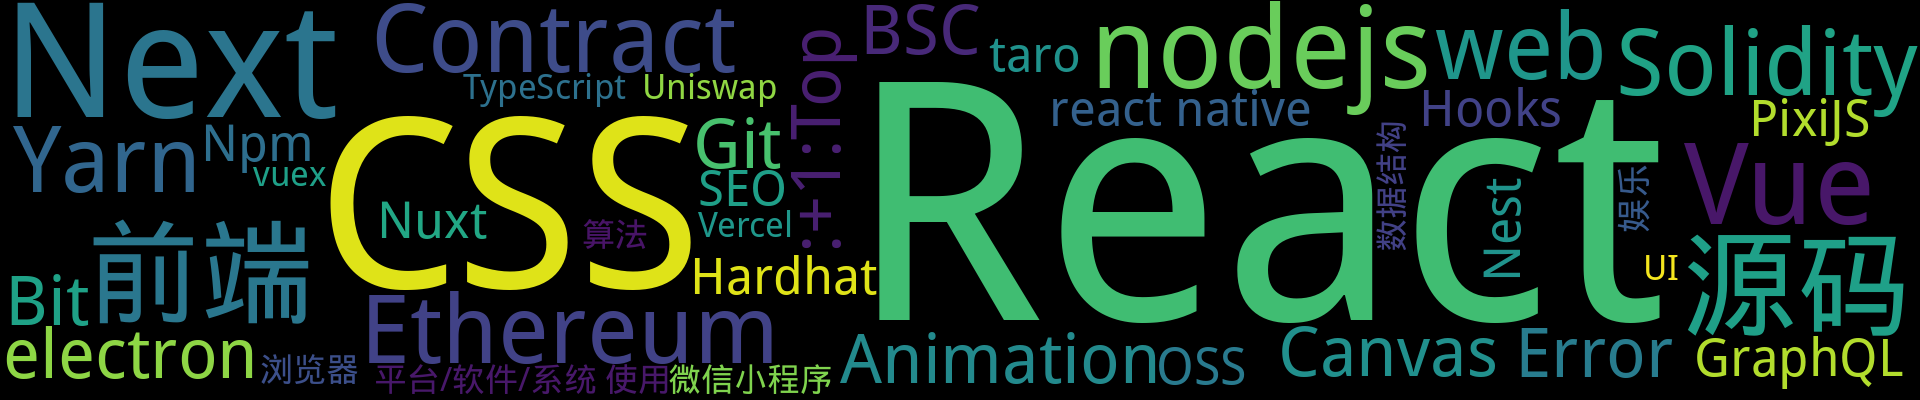 Next
Contract
BSC
taro
nodejs
web
Solidity
TypeScript
Uniswap
:+1:Top
react native
Hooks
PixiJS
Yarn
Npm
vuex
CSS
Git
SEO
Vercel
React
数据结构
Nest
娱乐
Vue
Nuxt
算法
前端
Hardhat
UI
源码
Bit
Ethereum
electron
浏览器
平台/软件/系统 使用
微信小程序
Animation
OSS
Canvas
Error
GraphQL